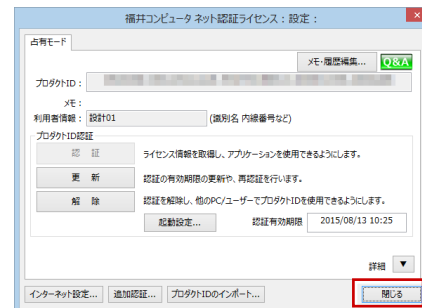 福井コンピュータ ネット認証ライセンス：設定：
占有モード
メモ・履歴編集... Q&A
プロダクトID：
メモ：
利用者情報： 設計01 (識別名 内線番号など)
プロダクトID認証
認 証 ライセンス情報を取得し、アプリケーションを使用できるようにします。
更 新 認証の有効期限の更新や、再認証を行います。
解 除 認証を解除し、他のPC/ユーザーでプロダクトIDを使用できるようにします。
起動設定... 認証有効期限 2015/08/13 10:25
詳細 ▼
インターネット設定... 追加認証... プロダクトIDのインポート... 閉じる